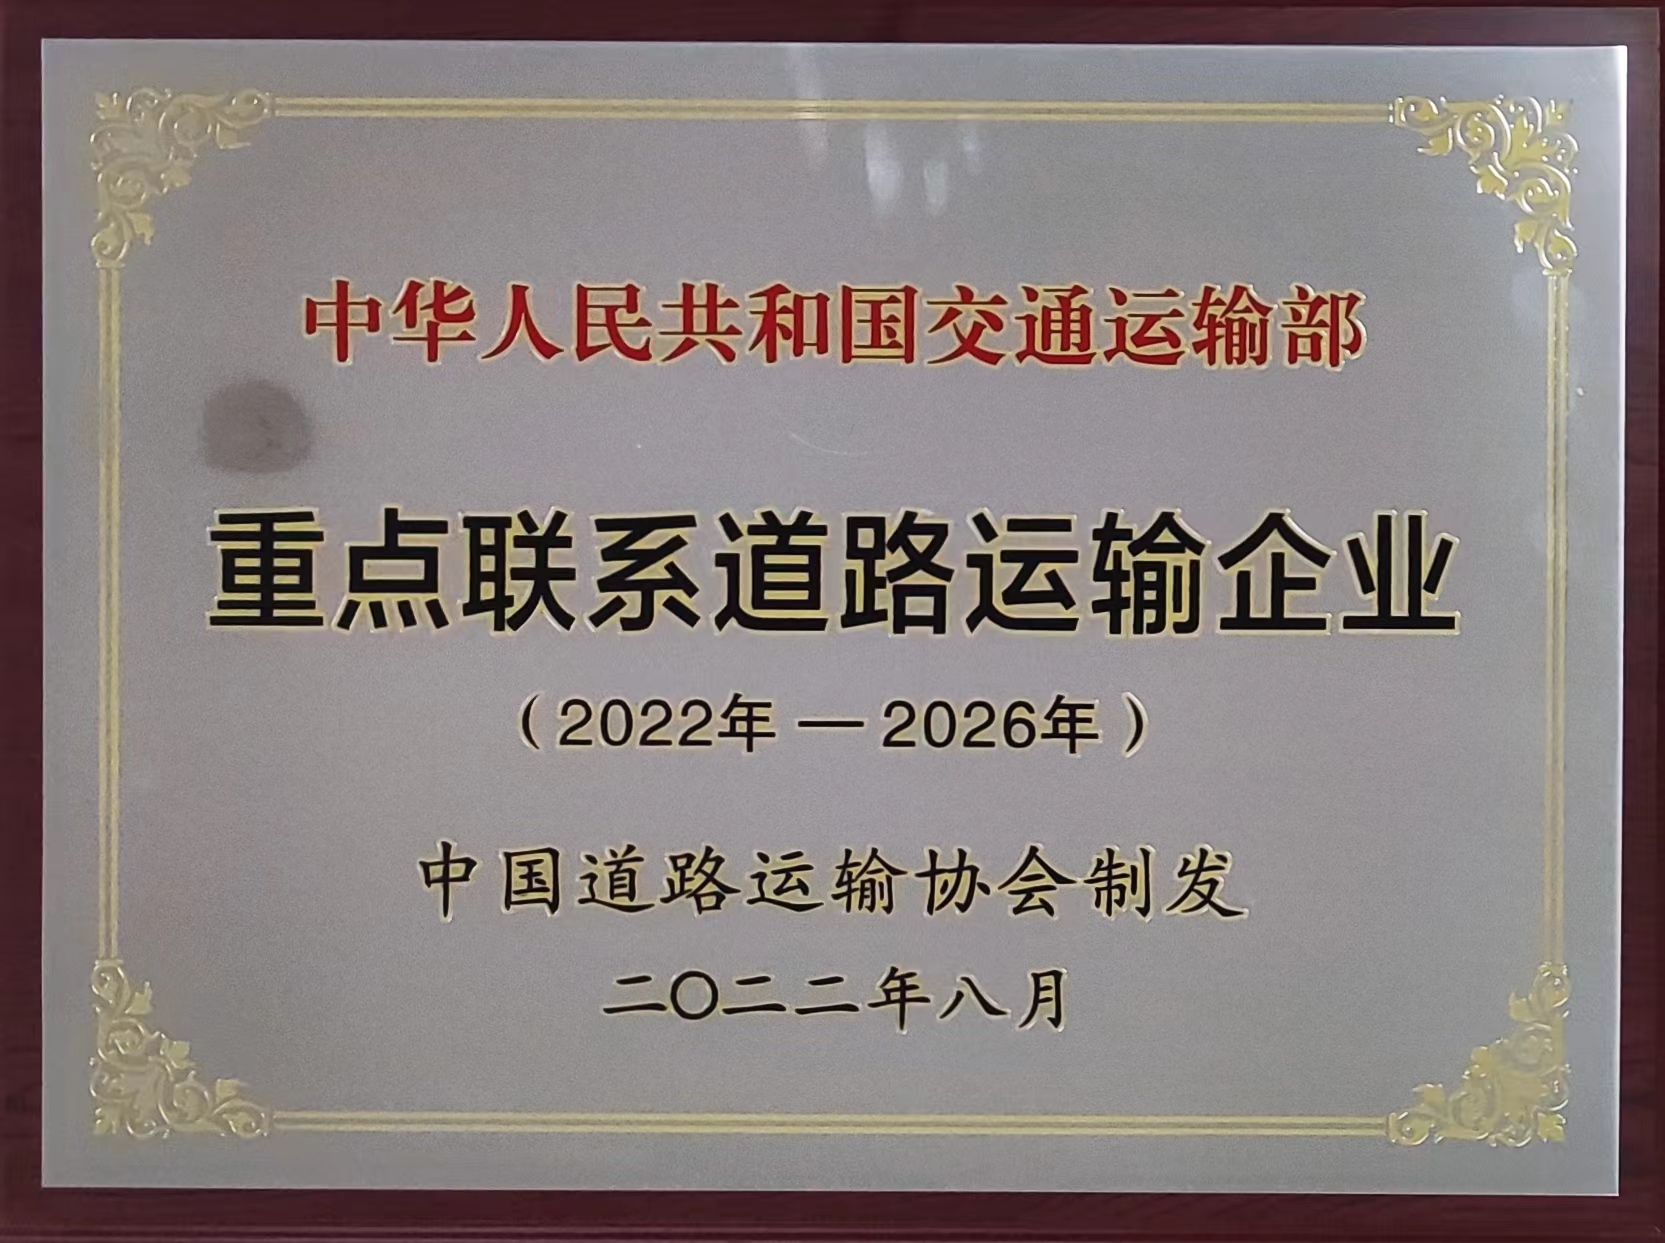 中华人民共和国交通运输部
重点联系道路运输企业
（2022年 — 2026年）
中国道路运输协会制发
二〇二二年八月